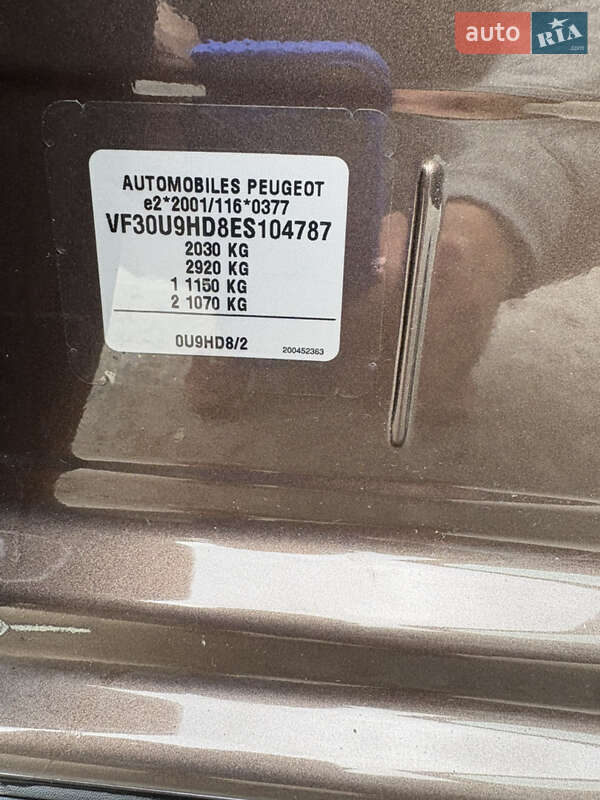 auto RIA .com
AUTOMOBILES PEUGEOT
e2*2001/116*0377
VF30U9HD8ES104787
2030 KG
2920 KG
1 1150 KG
2 1070 KG
0U9HD8/2
200452363